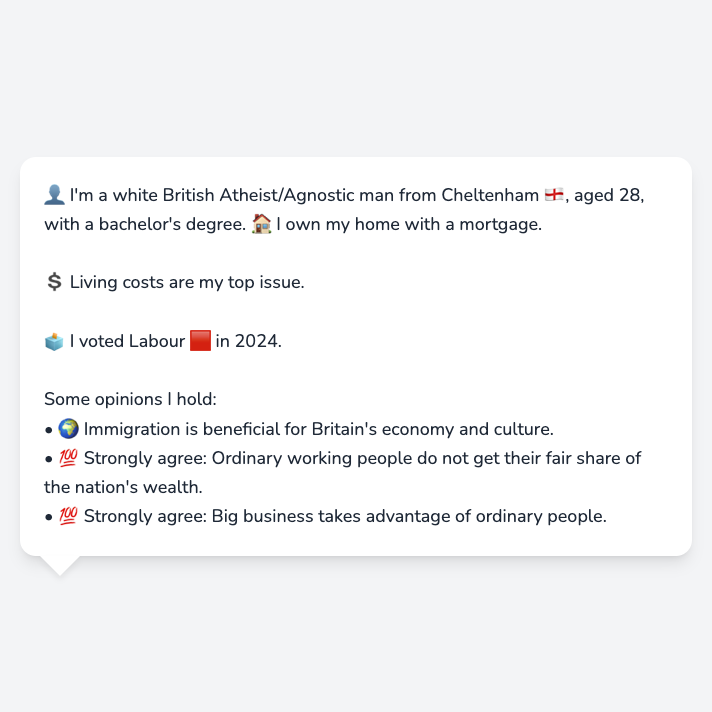 👤 I'm a white British Atheist/Agnostic man from Cheltenham 🏴󠁧󠁢󠁥󠁮󠁧󠁿, aged 28,
with a bachelor's degree. 🏠 I own my home with a mortgage.
💲 Living costs are my top issue.
🗳️ I voted Labour 🟥 in 2024.
Some opinions I hold:
• 🌍 Immigration is beneficial for Britain's economy and culture.
• 💯 Strongly agree: Ordinary working people do not get their fair share of
the nation's wealth.
• 💯 Strongly agree: Big business takes advantage of ordinary people.